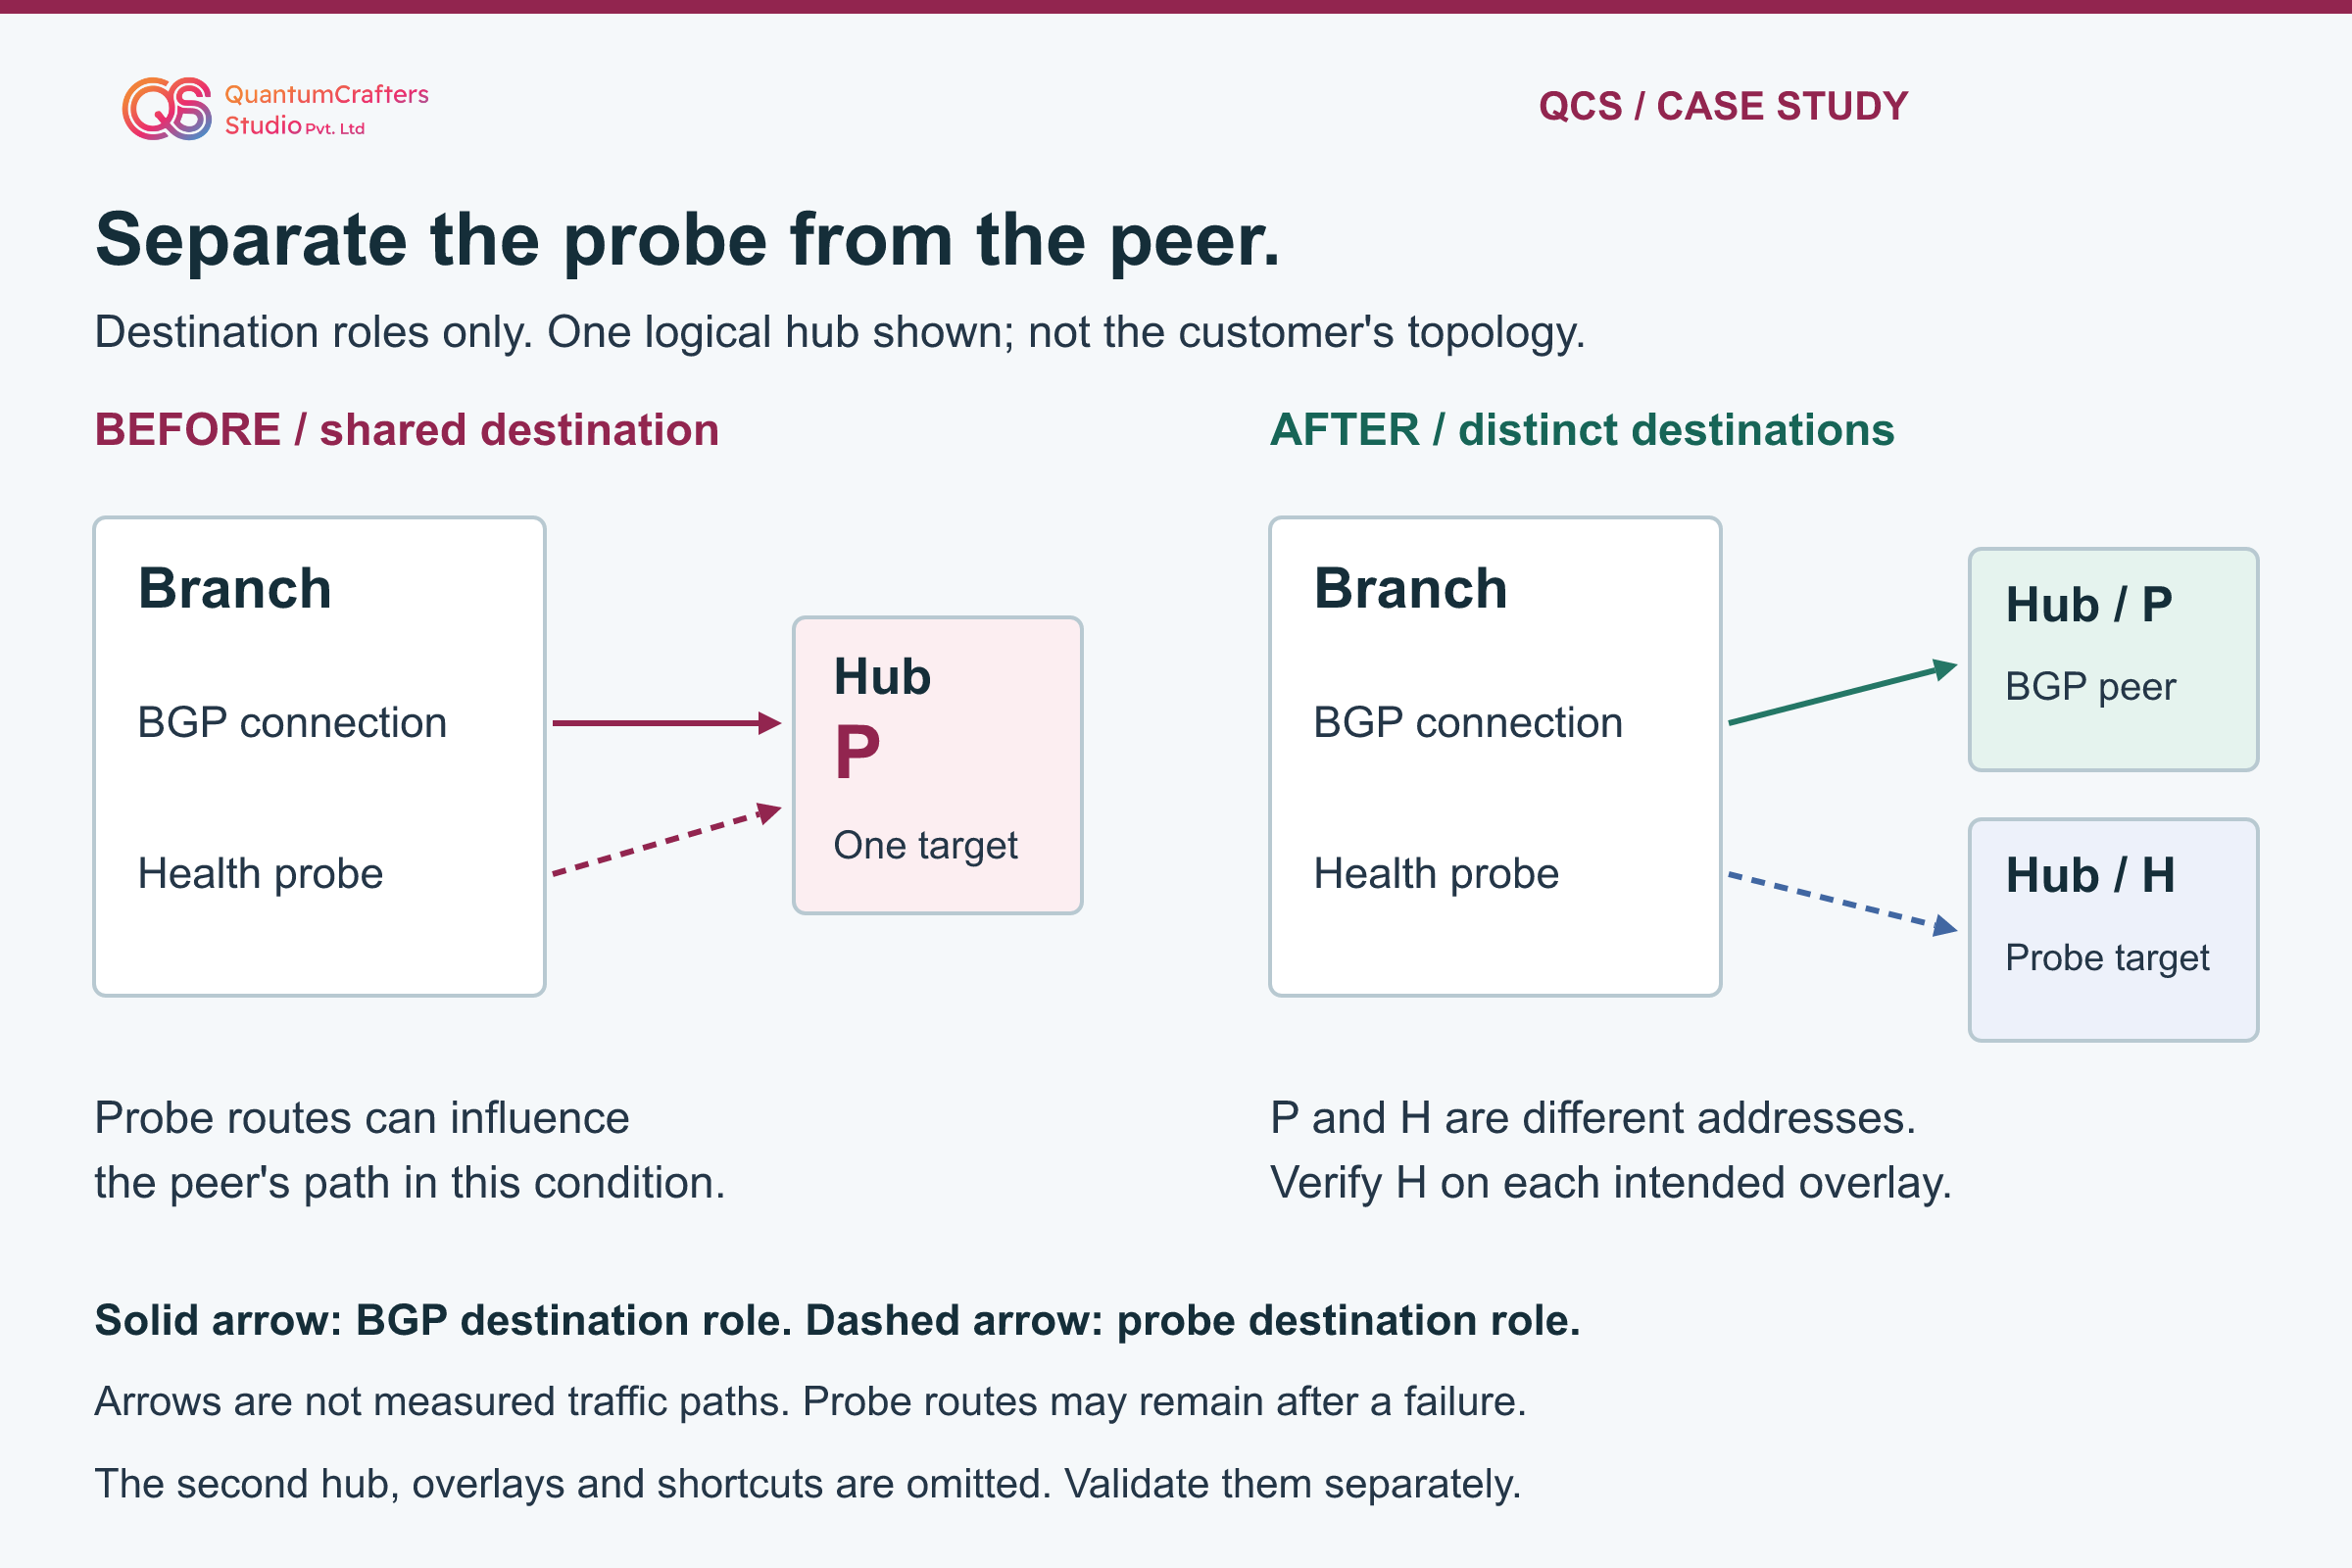 QS QuantumCrafters
Studio Pvt. Ltd
QCS / CASE STUDY
Separate the probe from the peer.
Destination roles only. One logical hub shown; not the customer's topology.
BEFORE / shared destination
Branch
BGP connection
Health probe
Hub
P
One target
Probe routes can influence
the peer's path in this condition.
AFTER / distinct destinations
Branch
BGP connection
Health probe
Hub / P
BGP peer
Hub / H
Probe target
P and H are different addresses.
Verify H on each intended overlay.
Solid arrow: BGP destination role. Dashed arrow: probe destination role.
Arrows are not measured traffic paths. Probe routes may remain after a failure.
The second hub, overlays and shortcuts are omitted. Validate them separately.